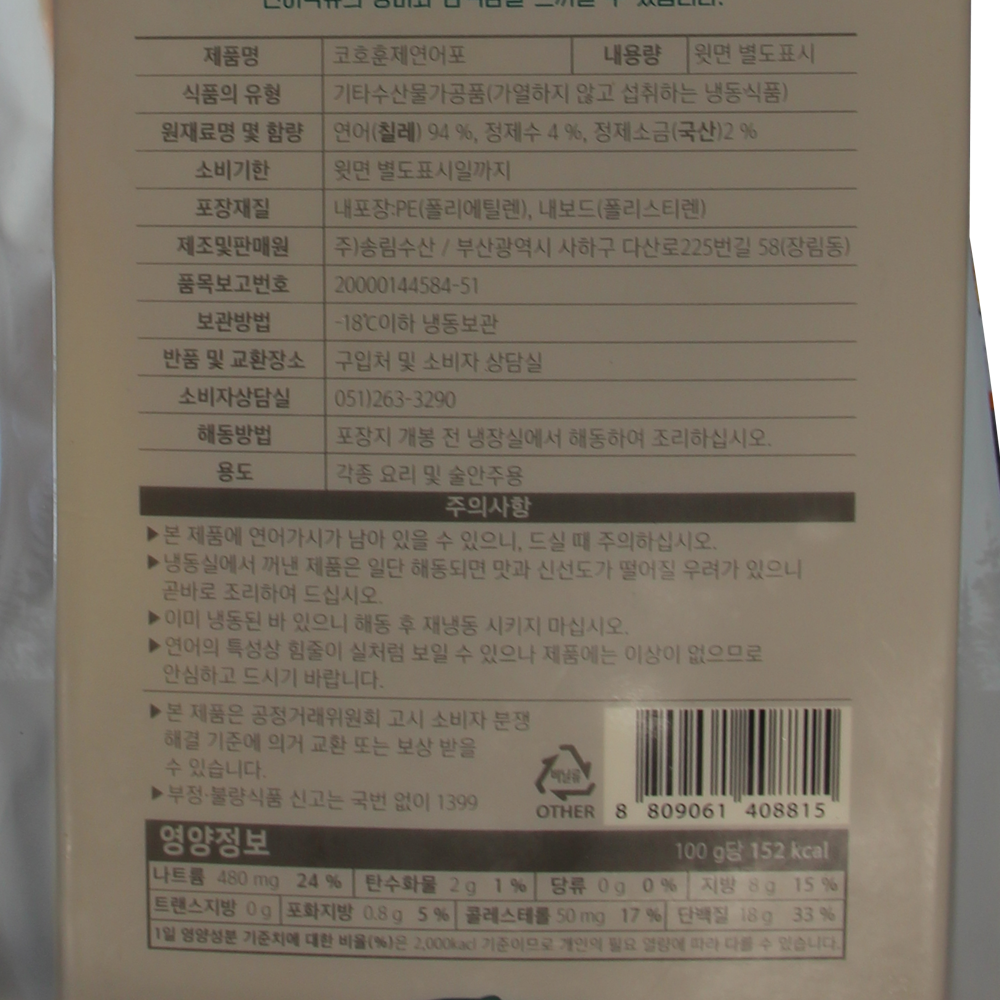 제품명 코호훈제연어포 내용량 윗면 별도표시
식품의 유형 기타수산물가공품(가열하지 않고 섭취하는 냉동식품)
원재료명 및 함량 연어(칠레) 94 %, 정제수 4 %, 정제소금(국산)2 %
소비기한 윗면 별도표시일까지
포장재질 내포장:PE(폴리에틸렌), 내보드(폴리스티렌)
제조및판매원 주)송림수산 / 부산광역시 사하구 다산로225번길 58(장림동)
품목보고번호 20000144584-51
보관방법 -18℃이하 냉동보관
반품 및 교환장소 구입처 및 소비자 상담실
소비자상담실 051)263-3290
해동방법 포장지 개봉 전 냉장실에서 해동하여 조리하십시오.
용도 각종 요리 및 술안주용
주의사항
▶본 제품에 연어가시가 남아 있을 수 있으니, 드실 때 주의하십시오.
▶냉동실에서 꺼낸 제품은 일단 해동되면 맛과 신선도가 떨어질 우려가 있으니
곧바로 조리하여 드십시오.
▶이미 냉동된 바 있으니 해동 후 재냉동 시키지 마십시오.
▶연어의 특성상 힘줄이 실처럼 보일 수 있으나 제품에는 이상이 없으므로
안심하고 드시기 바랍니다.
▶본 제품은 공정거래위원회 고시 소비자 분쟁
해결 기준에 의거 교환 또는 보상 받을
수 있습니다.
▶부정·불량식품 신고는 국번 없이 1399
비닐류
OTHER
8 809061 408815
영양정보 100 g당 152 kcal
나트륨 480 mg 24 % 탄수화물 2 g 1 % 당류 0 g 0 % 지방 8 g 15 %
트랜스지방 0 g 포화지방 0.8 g 5 % 콜레스테롤 50 mg 17 % 단백질 18 g 33 %
1일 영양성분 기준치에 대한 비율(%)은 2,000kacl 기준이므로 개인의 필요 열량에 따라 다를 수 있습니다.